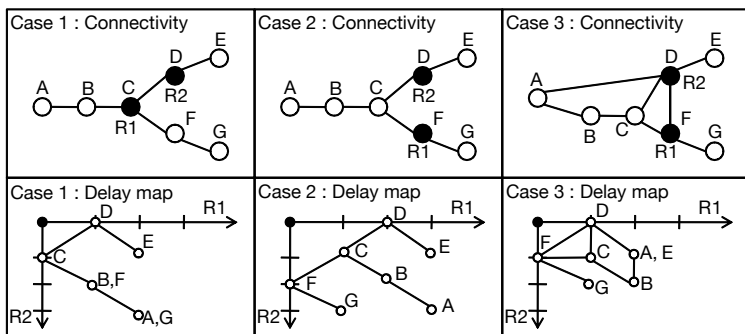 Case 1 : Connectivity
A B C D E F G R1 R2
Case 2 : Connectivity
A B C D E F G R1 R2
Case 3 : Connectivity
A B C D E F G R1 R2
Case 1 : Delay map
R1
D
E
C
B,F
R2
A,G
Case 2 : Delay map
R1
D
E
C
B
F
G
A
R2
Case 3 : Delay map
R1
D
F
C
A, E
G
B
R2